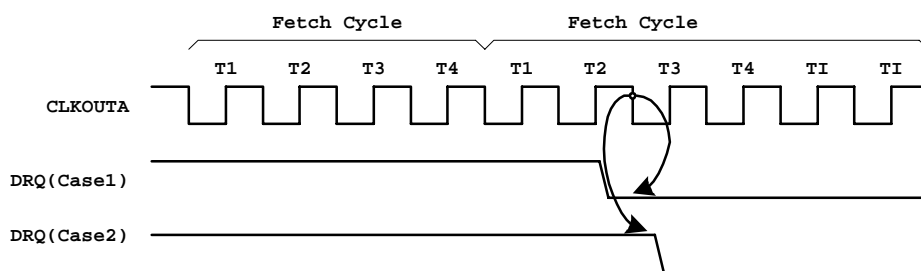 Fetch Cycle Fetch Cycle
T1 T2 T3 T4 T1 T2 T3 T4 TI TI
CLKOUTA
DRQ(Case1)
DRQ(Case2)